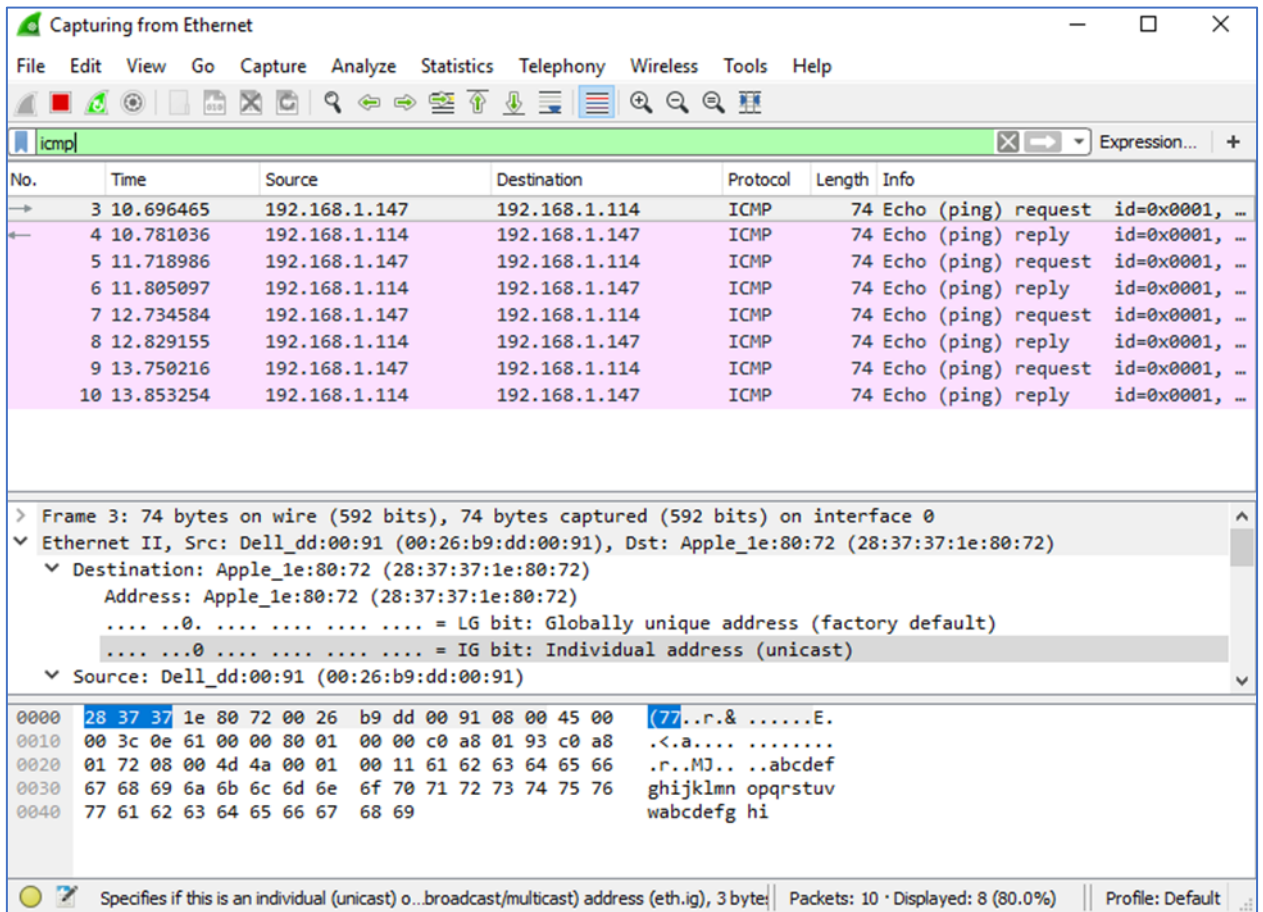 Capturing from Ethernet
File Edit View Go Capture Analyze Statistics Telephony Wireless Tools Help
icmp Expression... +
No. Time Source Destination Protocol Length Info
3 10.696465 192.168.1.147 192.168.1.114 ICMP 74 Echo (ping) request id=0x0001, …
4 10.781036 192.168.1.114 192.168.1.147 ICMP 74 Echo (ping) reply id=0x0001, …
5 11.718986 192.168.1.147 192.168.1.114 ICMP 74 Echo (ping) request id=0x0001, …
6 11.805097 192.168.1.114 192.168.1.147 ICMP 74 Echo (ping) reply id=0x0001, …
7 12.734584 192.168.1.147 192.168.1.114 ICMP 74 Echo (ping) request id=0x0001, …
8 12.829155 192.168.1.114 192.168.1.147 ICMP 74 Echo (ping) reply id=0x0001, …
9 13.750216 192.168.1.147 192.168.1.114 ICMP 74 Echo (ping) request id=0x0001, …
10 13.853254 192.168.1.114 192.168.1.147 ICMP 74 Echo (ping) reply id=0x0001, …
Frame 3: 74 bytes on wire (592 bits), 74 bytes captured (592 bits) on interface 0
Ethernet II, Src: Dell_dd:00:91 (00:26:b9:dd:00:91), Dst: Apple_1e:80:72 (28:37:37:1e:80:72)
Destination: Apple_1e:80:72 (28:37:37:1e:80:72)
Address: Apple_1e:80:72 (28:37:37:1e:80:72)
.... ..0. .... .... .... .... = LG bit: Globally unique address (factory default)
.... ...0 .... .... .... .... = IG bit: Individual address (unicast)
Source: Dell_dd:00:91 (00:26:b9:dd:00:91)
0000 28 37 37 1e 80 72 00 26 b9 dd 00 91 08 00 45 00 (77..r.& ......E.
0010 00 3c 0e 61 00 00 80 01 00 00 c0 a8 01 93 c0 a8 .<.a.... ........
0020 01 72 08 00 4d 4a 00 01 00 11 61 62 63 64 65 66 .r..MJ.. ..abcdef
0030 67 68 69 6a 6b 6c 6d 6e 6f 70 71 72 73 74 75 76 ghijklmn opqrstuv
0040 77 61 62 63 64 65 66 67 68 69 wabcdefg hi
Specifies if this is an individual (unicast) o…broadcast/multicast) address (eth.ig), 3 bytes Packets: 10 · Displayed: 8 (80.0%) Profile: Default